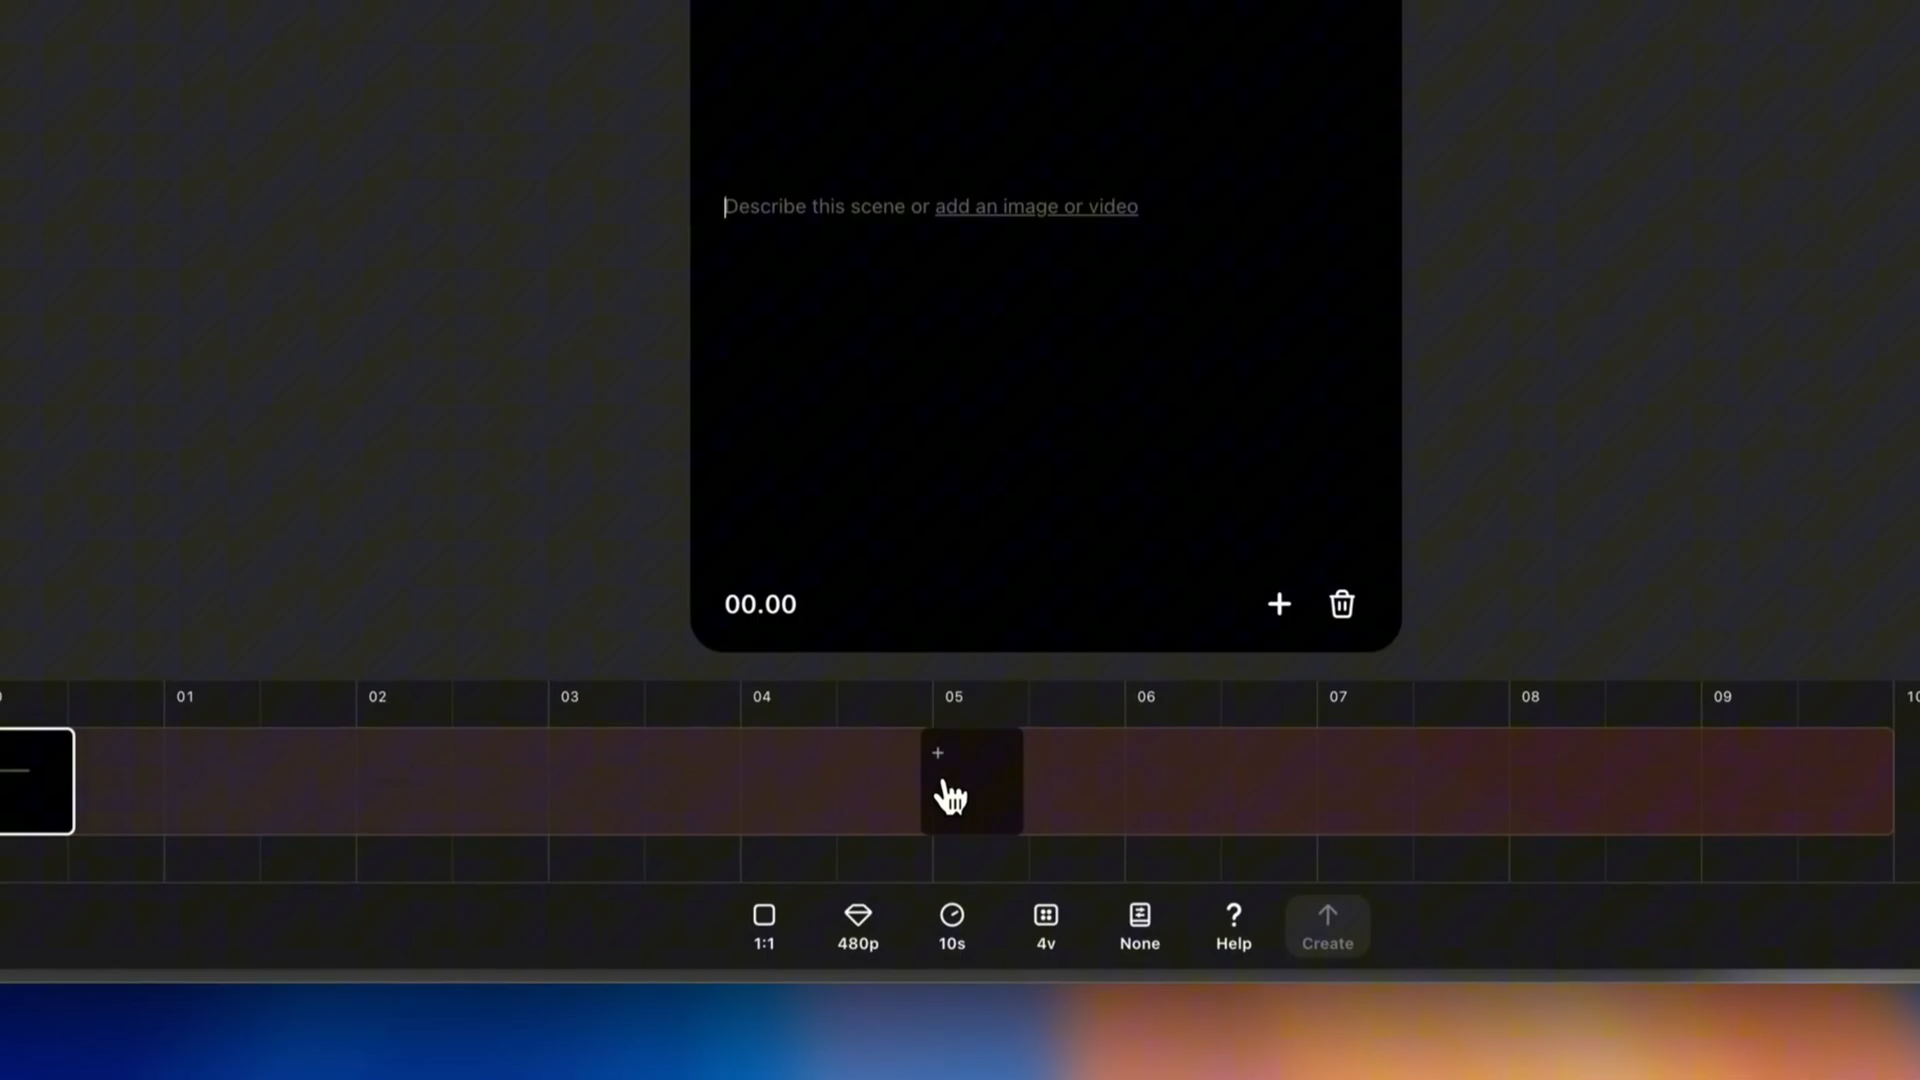 Describe this scene or add an image or video
00.00
01 02 03 04 05 06 07 08 09 10
1:1 480p 10s 4v None Help Create